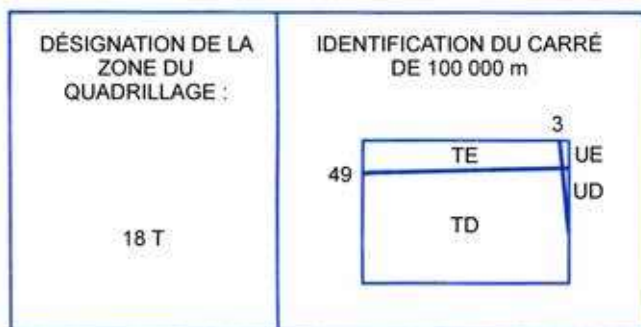 DÉSIGNATION DE LA
ZONE DU
QUADRILLAGE :
18 T
IDENTIFICATION DU CARRÉ
DE 100 000 m
3
TE
UE
49
UD
TD